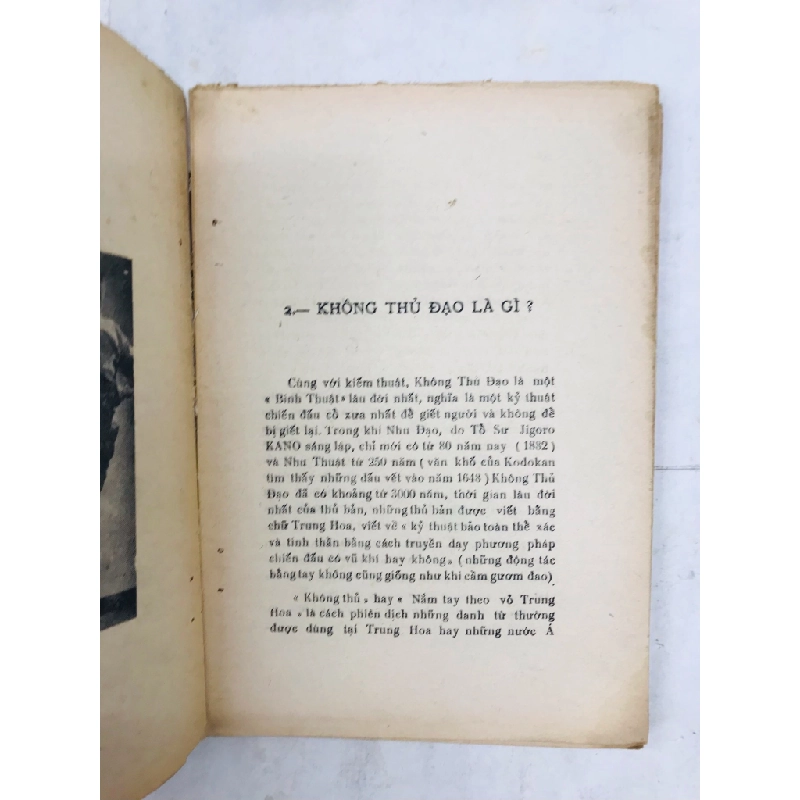 2.— KHÔNG THỦ ĐẠO LÀ GÌ ?
Cùng với kiếm thuật, Không Thủ Đạo là một
« Binh Thuật» lâu đời nhất, nghĩa là một kỹ thuật
chiến đấu cổ xưa nhất để giết người và không để
bị giết lại. Trong khi Nhu Đạo, do Tổ Sư Jigoro
KANO sáng lập, chỉ mới có từ 80 năm nay ( 1882 )
và Nhu Thuật từ 250 năm ( văn khố của Kodokan
tìm thấy những dấu vết vào năm 1648 ) Không Thủ
Đạo đã có khoảng từ 3000 năm, thời gian lâu đời
nhất của thủ bản, những thủ bản được viết bằng
chữ Trung Hoa, viết về « kỹ thuật bảo toàn thể xác
và tinh thần bằng cách truyền dạy phương pháp
chiến đấu có vũ khí hay không» ( những động tác
bằng tay không cũng giống như khi cầm gươm đao)
« Không thủ » hay « Nắm tay theo võ Trung
Hoa » là cách phiên dịch những danh từ thường
được dùng tại Trung Hoa hay những nước Á